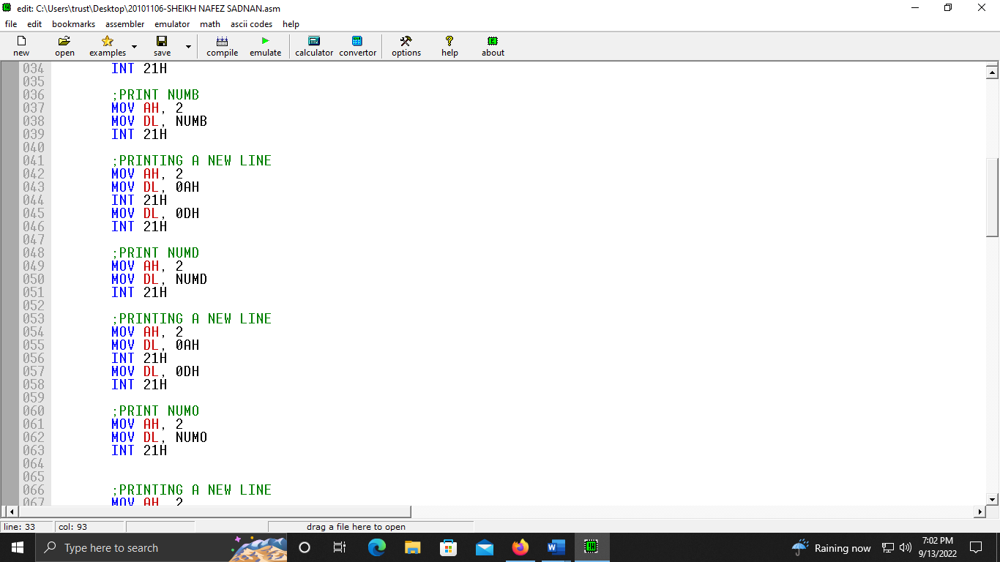 edit: C:\Users\trust\Desktop\20101106-SHEIKH NAFEZ SADNAN.asm
file edit bookmarks assembler emulator math ascii codes help
new open examples save compile emulate calculator convertor options help about
034 INT 21H
035
036 ;PRINT NUMB
037 MOV AH, 2
038 MOV DL, NUMB
039 INT 21H
040
041 ;PRINTING A NEW LINE
042 MOV AH, 2
043 MOV DL, 0AH
044 INT 21H
045 MOV DL, 0DH
046 INT 21H
047
048 ;PRINT NUMD
049 MOV AH, 2
050 MOV DL, NUMD
051 INT 21H
052
053 ;PRINTING A NEW LINE
054 MOV AH, 2
055 MOV DL, 0AH
056 INT 21H
057 MOV DL, 0DH
058 INT 21H
059
060 ;PRINT NUMO
061 MOV AH, 2
062 MOV DL, NUMO
063 INT 21H
064
065
066 ;PRINTING A NEW LINE
067 MOV AH, 2
line: 33 col: 93 drag a file here to open
Type here to search
Raining now
7:02 PM
9/13/2022